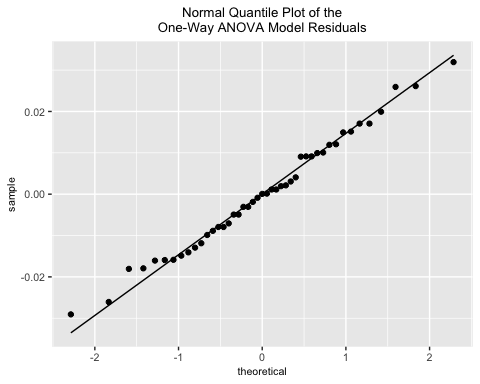 Normal Quantile Plot of the
One-Way ANOVA Model Residuals
sample
0.02
0.00
-0.02
-2
-1
0
1
2
theoretical